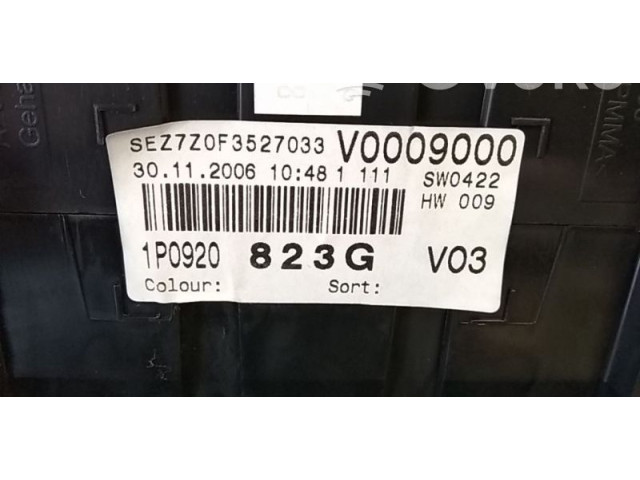 SEZ7Z0F3527033 V0009000
30.11.2006 10:48 1 111 SW0422
HW 009
1P0920 823G V03
Colour: Sort: